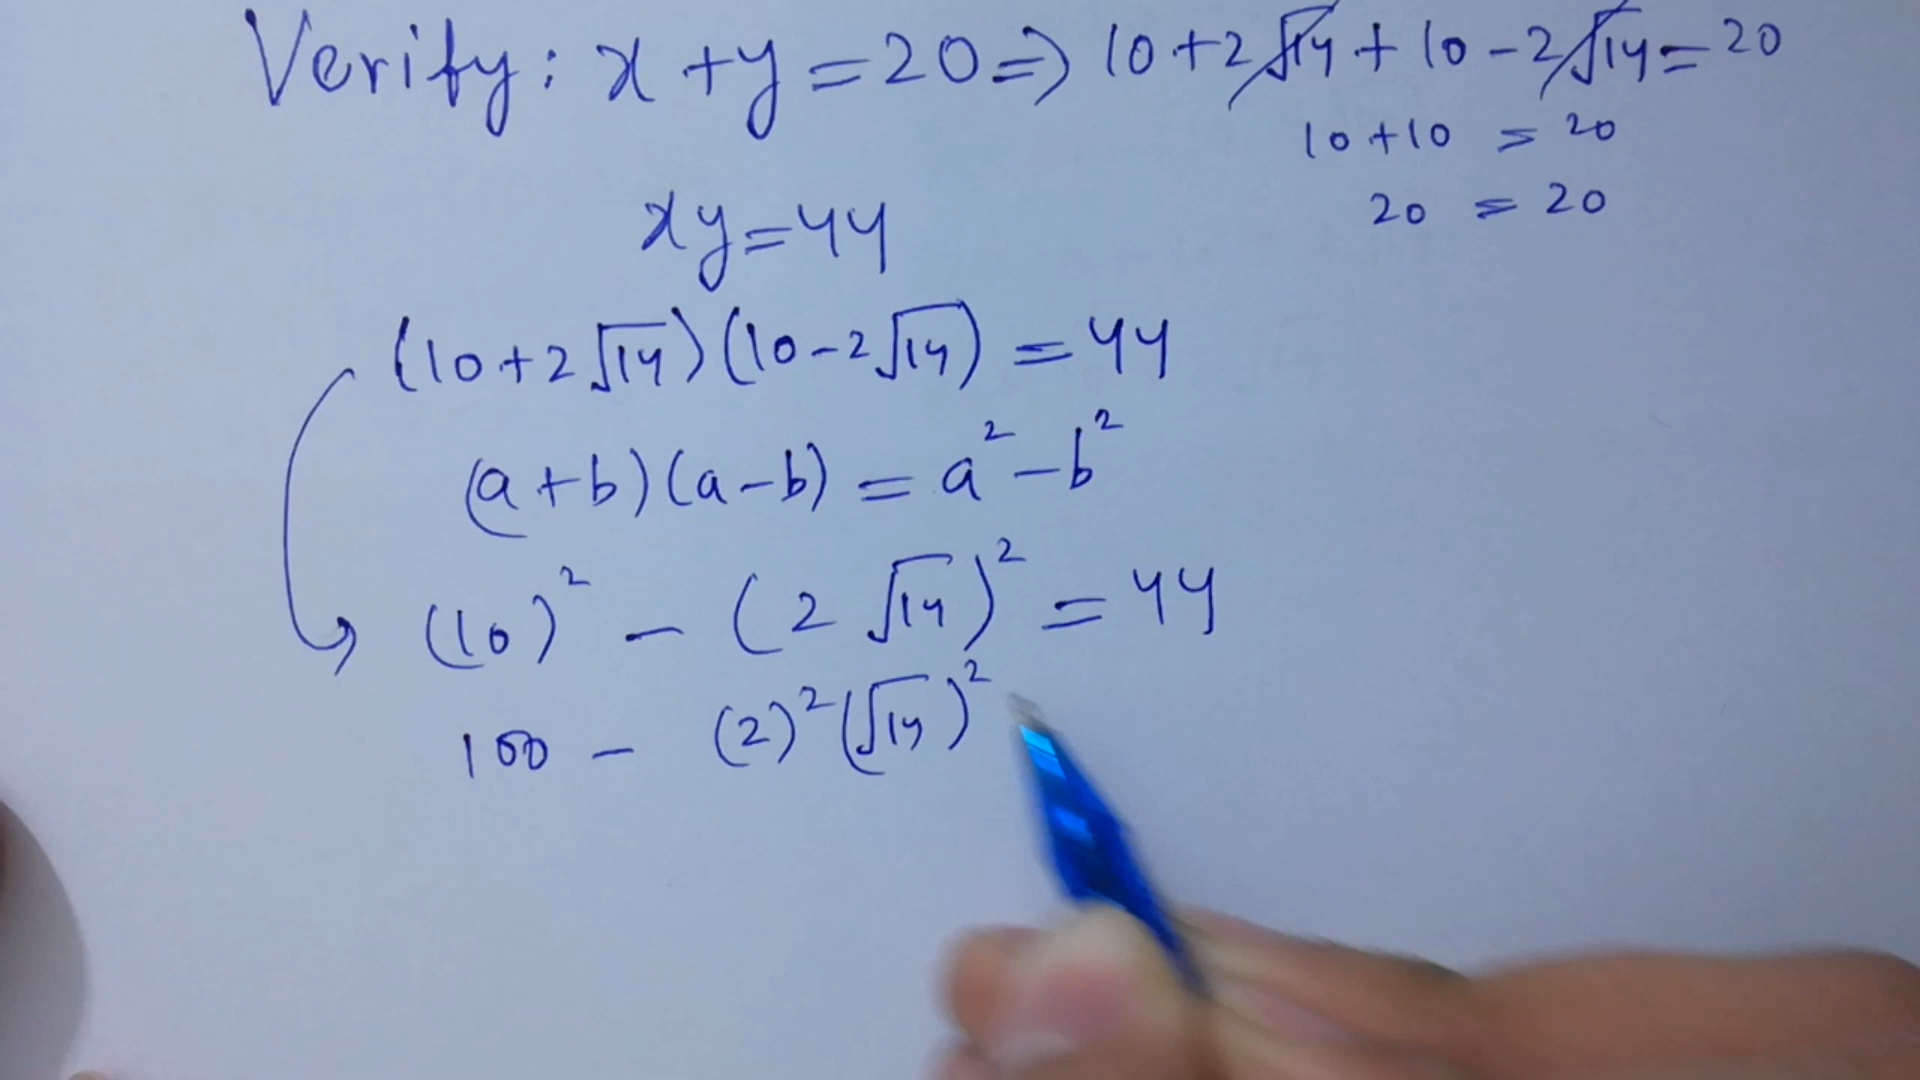 Verify: x + y = 20 => 10 + 2√14 + 10 - 2√14 = 20
10 + 10 = 20
20 = 20
xy = 44
(10 + 2√14)(10 - 2√14) = 44
(a + b)(a - b) = a² - b²
(10)² - (2√14)² = 44
100 - (2)²(√14)²